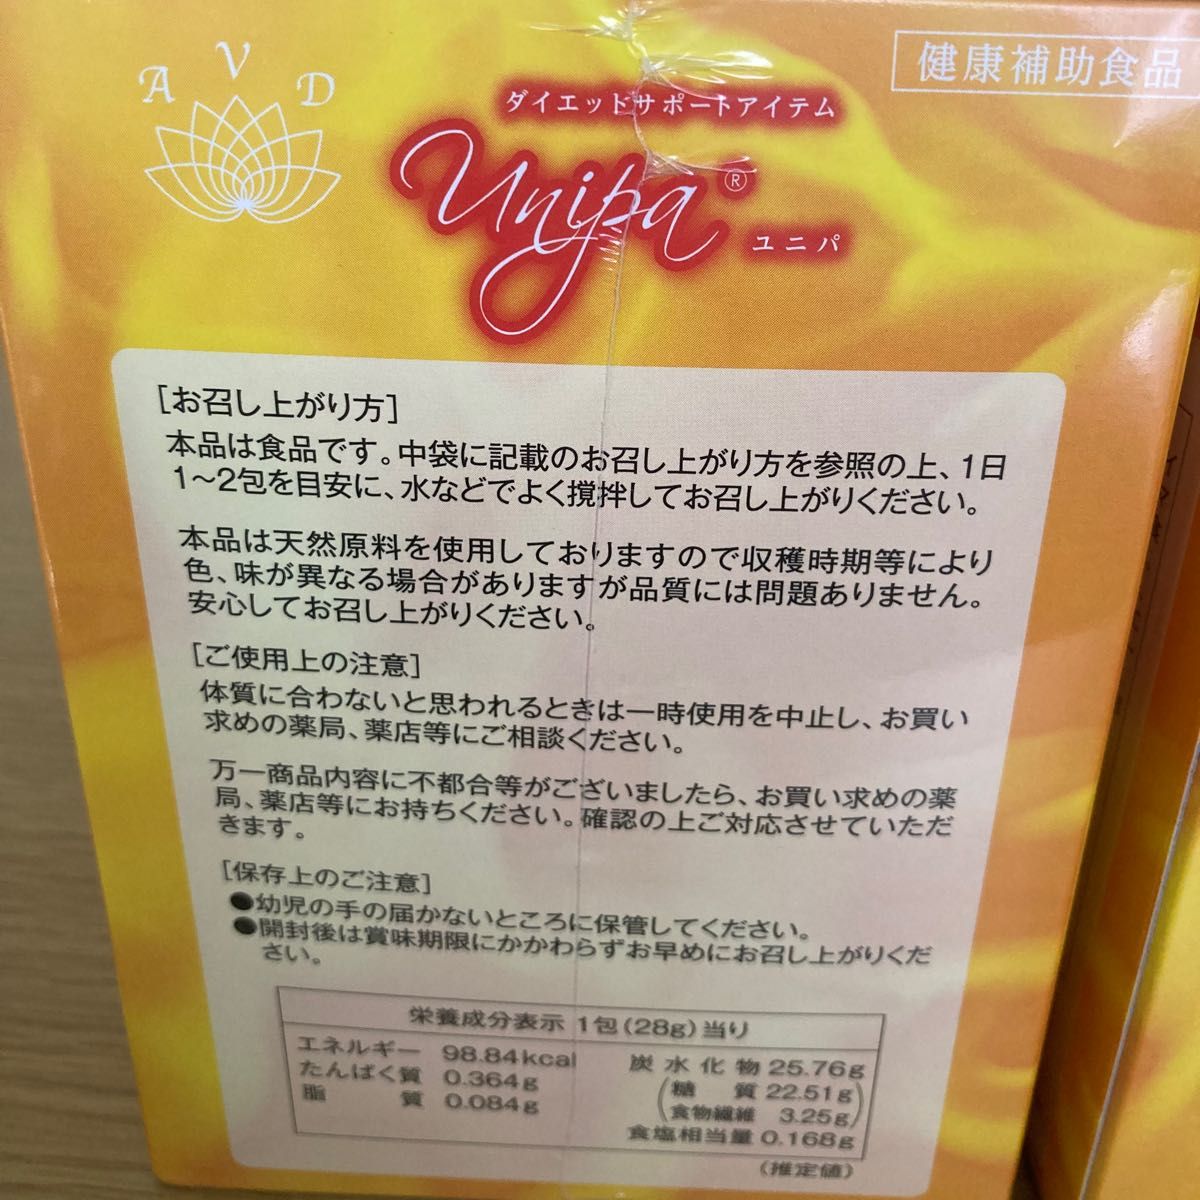 A V D
健康補助食品
ダイエットサポートアイテム
unipa®
ユニパ
[お召し上がり方]
本品は食品です。中袋に記載のお召し上がり方を参照の上、1日
1〜2包を目安に、水などでよく撹拌してお召し上がりください。
本品は天然原料を使用しておりますので収穫時期等により
色、味が異なる場合がありますが品質には問題ありません。
安心してお召し上がりください。
[ご使用上の注意]
体質に合わないと思われるときは一時使用を中止し、お買い
求めの薬局、薬店等にご相談ください。
万一商品内容に不都合等がございましたら、お買い求めの薬
局、薬店等にお持ちください。確認の上ご対応させていただ
きます。
[保存上のご注意]
●幼児の手の届かないところに保管してください。
●開封後は賞味期限にかかわらずお早めにお召し上がりくだ
さい。
栄養成分表示 1包(28g)当り
エネルギー 98.84kcal
たんぱく質 0.364g
脂質 0.084g
炭水化物 25.76g
(糖質 22.51g
食物繊維 3.25g)
食塩相当量 0.168g
(推定値)